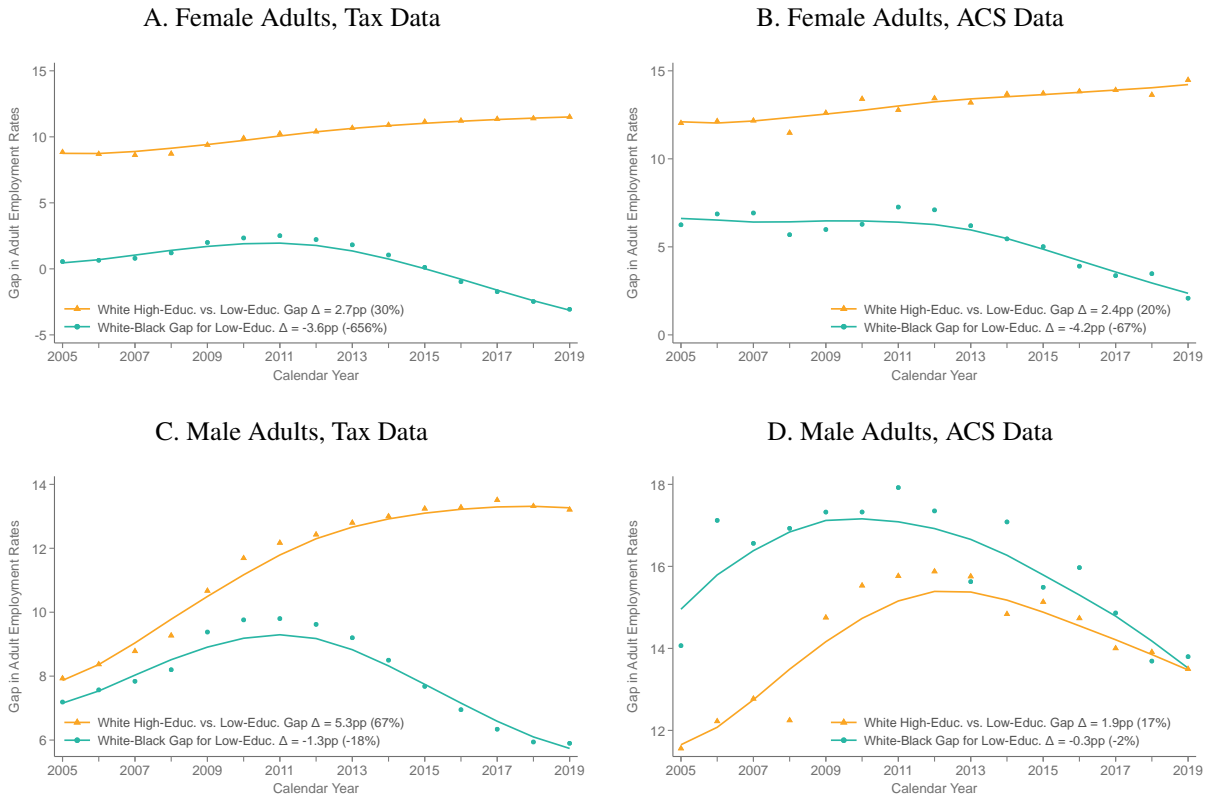 A. Female Adults, Tax Data
15
10
5
0
-5
Gap in Adult Employment Rates
White High-Educ. vs. Low-Educ. Gap Δ = 2.7pp (30%)
White-Black Gap for Low-Educ. Δ = -3.6pp (-656%)
2005 2007 2009 2011 2013 2015 2017 2019
Calendar Year
B. Female Adults, ACS Data
15
10
5
0
Gap in Adult Employment Rates
White High-Educ. vs. Low-Educ. Gap Δ = 2.4pp (20%)
White-Black Gap for Low-Educ. Δ = -4.2pp (-67%)
2005 2007 2009 2011 2013 2015 2017 2019
Calendar Year
C. Male Adults, Tax Data
14
12
10
8
6
Gap in Adult Employment Rates
White High-Educ. vs. Low-Educ. Gap Δ = 5.3pp (67%)
White-Black Gap for Low-Educ. Δ = -1.3pp (-18%)
2005 2007 2009 2011 2013 2015 2017 2019
Calendar Year
D. Male Adults, ACS Data
18
16
14
12
Gap in Adult Employment Rates
White High-Educ. vs. Low-Educ. Gap Δ = 1.9pp (17%)
White-Black Gap for Low-Educ. Δ = -0.3pp (-2%)
2005 2007 2009 2011 2013 2015 2017 2019
Calendar Year